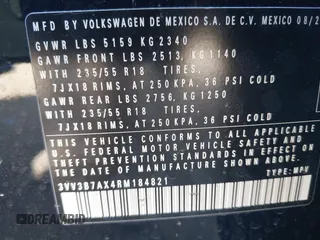 MFD BY VOLKSWAGEN DE MEXICO S.A. DE C.V. MEXICO 08/2
GVWR LBS 5159 KG 2340
GAWR FRONT LBS 2513, KG 1140
WITH 235/55 R18 TIRES,
7JX18 RIMS, AT 250 KPA, 36 PSI COLD
GAWR REAR LBS 2756, KG 1250
WITH 235/55 R18 TIRES,
7JX18 RIMS, AT 250 KPA, 36 PSI COLD
THIS VEHICLE CONFORMS TO ALL APPLICABLE
FEDERAL MOTOR VEHICLE SAFETY AND
THEFT PREVENTION STANDARDS IN EFFECT ON THE
DATE OF MANUFACTURE SHOWN ABOVE.
3VV3B7AX4RM184821
TYPE: MPV
DREAMBID